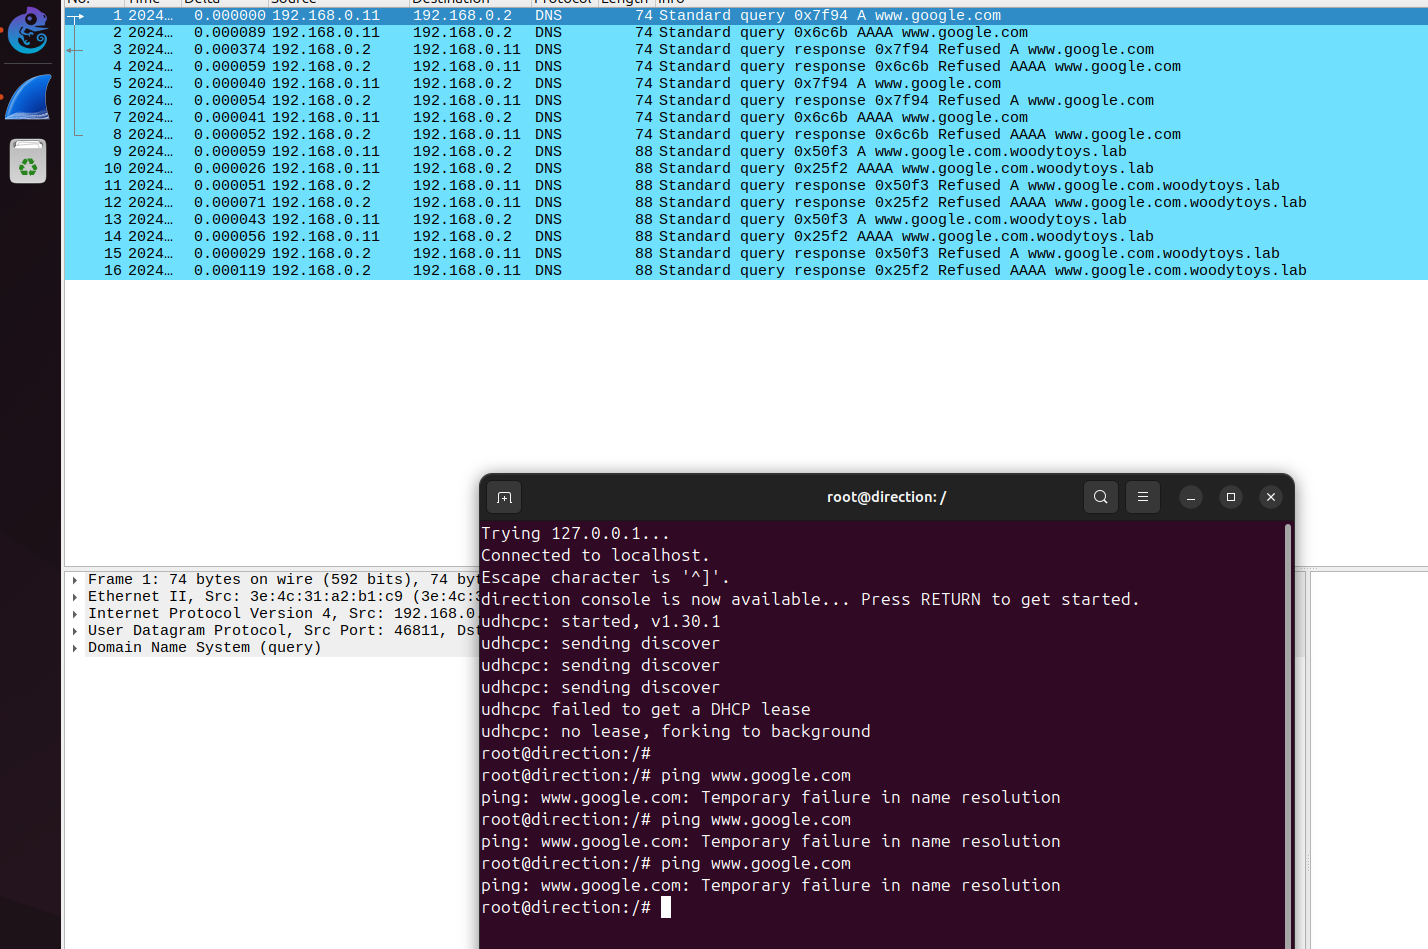 No. Time Delta Source Destination Protocol Length Info
1 2024… 0.000000 192.168.0.11 192.168.0.2 DNS 74 Standard query 0x7f94 A www.google.com
2 2024… 0.000089 192.168.0.11 192.168.0.2 DNS 74 Standard query 0x6c6b AAAA www.google.com
3 2024… 0.000374 192.168.0.2 192.168.0.11 DNS 74 Standard query response 0x7f94 Refused A www.google.com
4 2024… 0.000059 192.168.0.2 192.168.0.11 DNS 74 Standard query response 0x6c6b Refused AAAA www.google.com
5 2024… 0.000040 192.168.0.11 192.168.0.2 DNS 74 Standard query 0x7f94 A www.google.com
6 2024… 0.000054 192.168.0.2 192.168.0.11 DNS 74 Standard query response 0x7f94 Refused A www.google.com
7 2024… 0.000041 192.168.0.11 192.168.0.2 DNS 74 Standard query 0x6c6b AAAA www.google.com
8 2024… 0.000052 192.168.0.2 192.168.0.11 DNS 74 Standard query response 0x6c6b Refused AAAA www.google.com
9 2024… 0.000059 192.168.0.11 192.168.0.2 DNS 88 Standard query 0x50f3 A www.google.com.woodytoys.lab
10 2024… 0.000026 192.168.0.11 192.168.0.2 DNS 88 Standard query 0x25f2 AAAA www.google.com.woodytoys.lab
11 2024… 0.000051 192.168.0.2 192.168.0.11 DNS 88 Standard query response 0x50f3 Refused A www.google.com.woodytoys.lab
12 2024… 0.000071 192.168.0.2 192.168.0.11 DNS 88 Standard query response 0x25f2 Refused AAAA www.google.com.woodytoys.lab
13 2024… 0.000043 192.168.0.11 192.168.0.2 DNS 88 Standard query 0x50f3 A www.google.com.woodytoys.lab
14 2024… 0.000056 192.168.0.11 192.168.0.2 DNS 88 Standard query 0x25f2 AAAA www.google.com.woodytoys.lab
15 2024… 0.000029 192.168.0.2 192.168.0.11 DNS 88 Standard query response 0x50f3 Refused A www.google.com.woodytoys.lab
16 2024… 0.000119 192.168.0.2 192.168.0.11 DNS 88 Standard query response 0x25f2 Refused AAAA www.google.com.woodytoys.lab
Frame 1: 74 bytes on wire (592 bits), 74 byt
Ethernet II, Src: 3e:4c:31:a2:b1:c9 (3e:4c:3
Internet Protocol Version 4, Src: 192.168.0.
User Datagram Protocol, Src Port: 46811, Dst
Domain Name System (query)
root@direction: /
Trying 127.0.0.1...
Connected to localhost.
Escape character is '^]'.
direction console is now available... Press RETURN to get started.
udhcpc: started, v1.30.1
udhcpc: sending discover
udhcpc: sending discover
udhcpc: sending discover
udhcpc failed to get a DHCP lease
udhcpc: no lease, forking to background
root@direction:/#
root@direction:/# ping www.google.com
ping: www.google.com: Temporary failure in name resolution
root@direction:/# ping www.google.com
ping: www.google.com: Temporary failure in name resolution
root@direction:/# ping www.google.com
ping: www.google.com: Temporary failure in name resolution
root@direction:/#